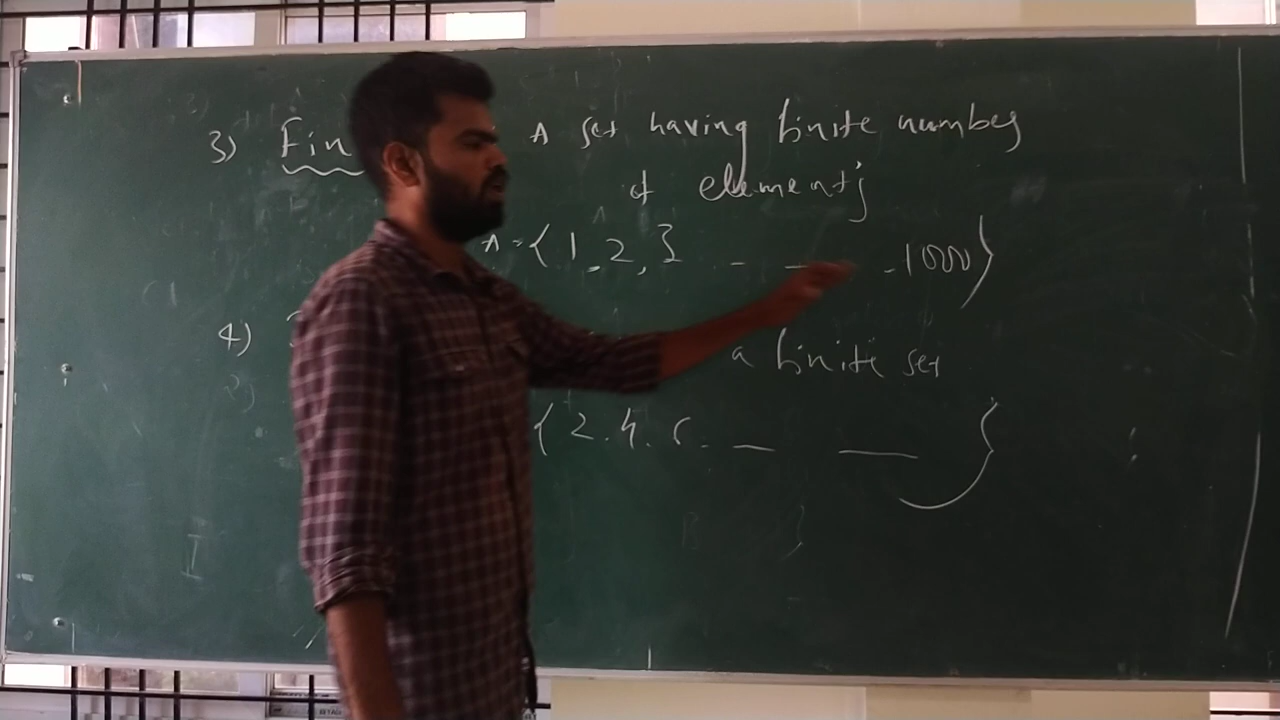 3) Fin A set having finite number
of elements
A = { 1, 2, 3 _ _ . 1000 }
4) a finite set
{ 2. 4. 6. _ _ }